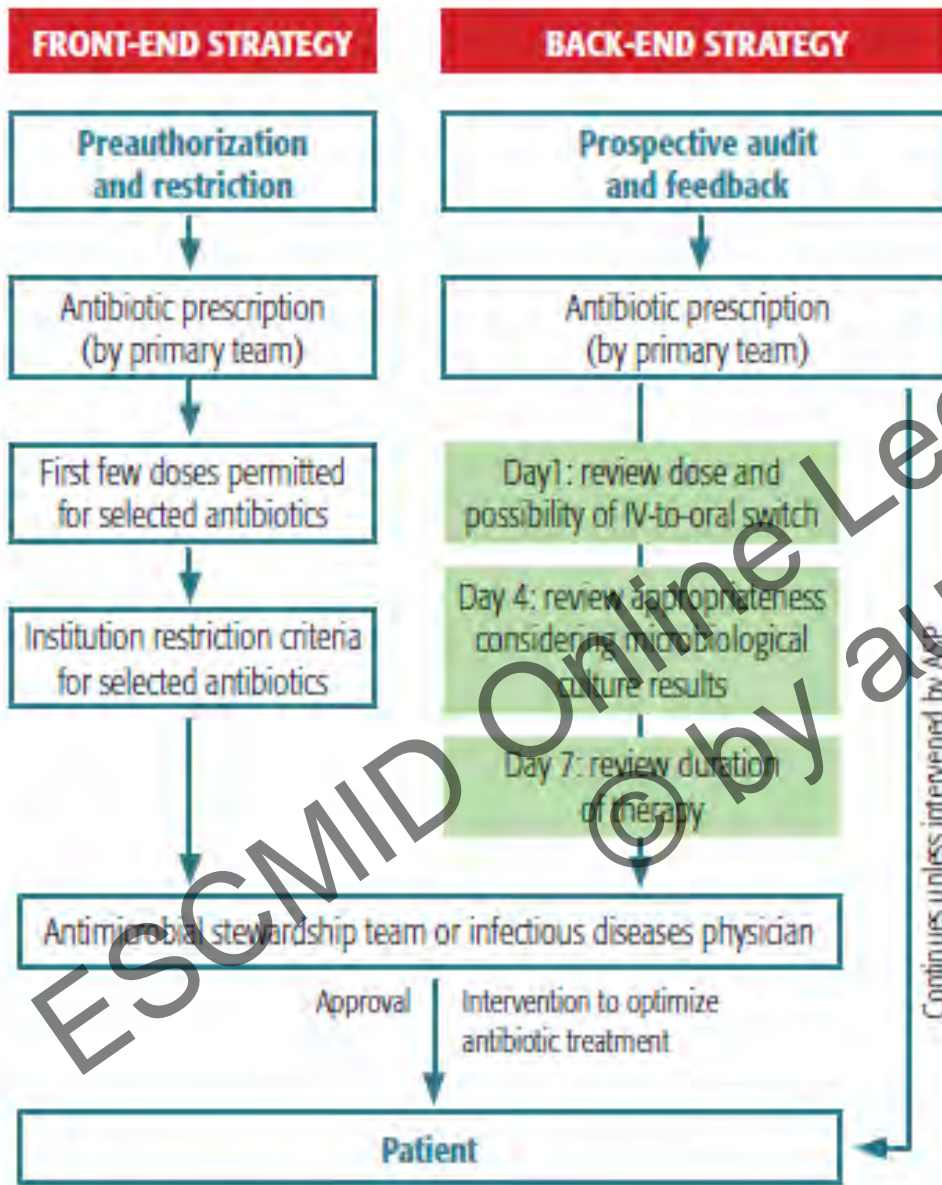 FRONT-END STRATEGY
Preauthorization
and restriction
Antibiotic prescription
(by primary team)
First few doses permitted
for selected antibiotics
Institution restriction criteria
for selected antibiotics
BACK-END STRATEGY
Prospective audit
and feedback
Antibiotic prescription
(by primary team)
Day1: review dose and
possibility of IV-to-oral switch
Day 4: review appropriateness
considering microbiological
culture results
Day 7: review duration
of therapy
Continues unless intervened by ASP
Antimicrobial stewardship team or infectious diseases physician
Approval
Intervention to optimize
antibiotic treatment
Patient
ESCMID Online Lec
© by au